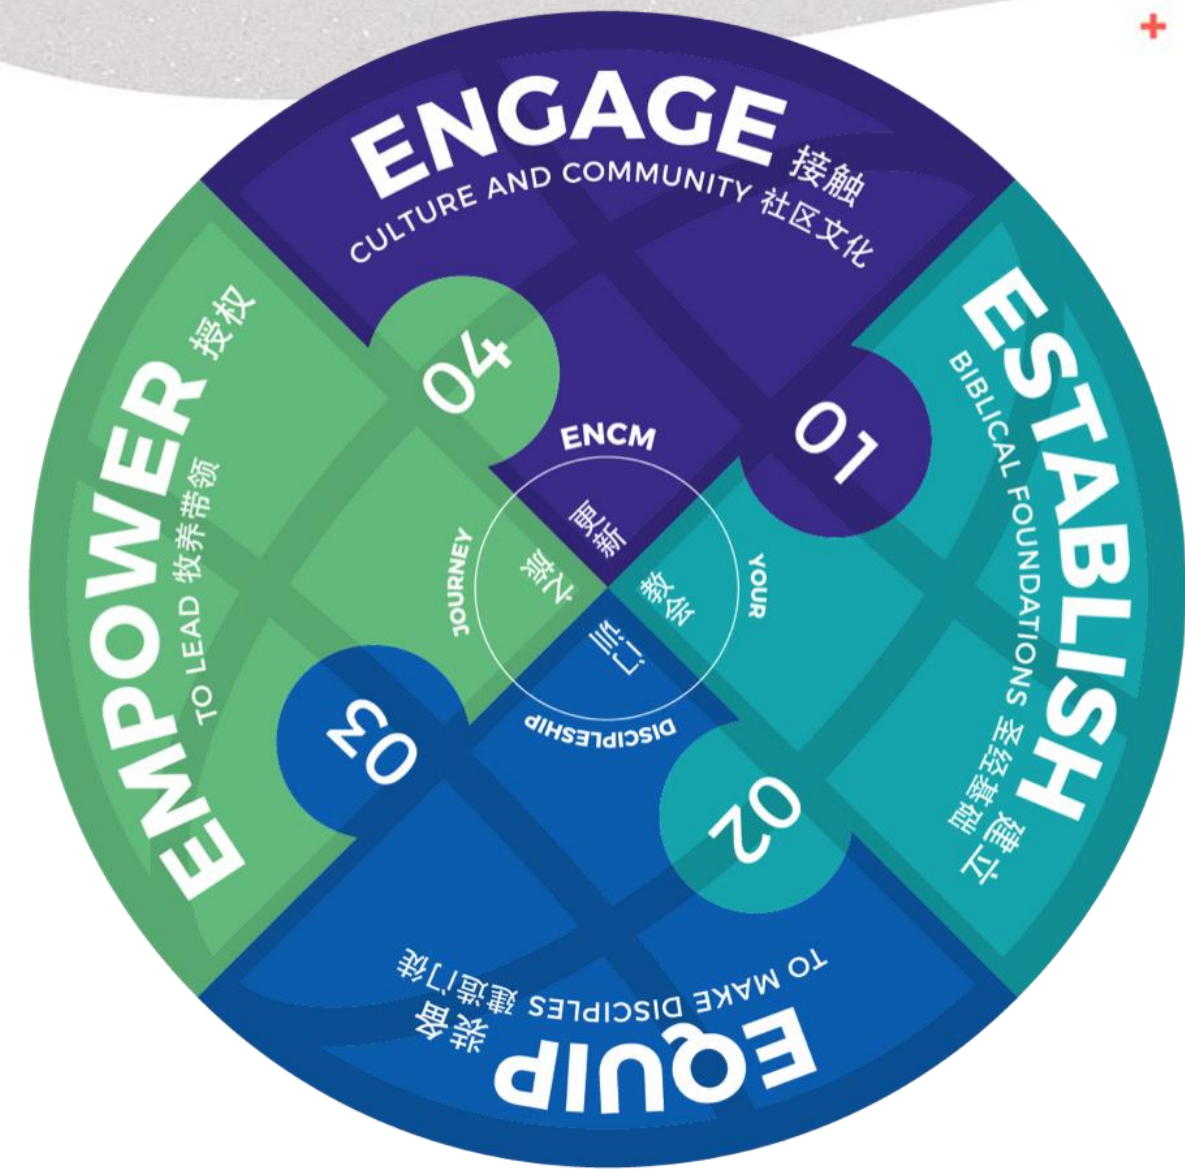 ENGAGE 接触
CULTURE AND COMMUNITY 社区文化
01
ESTABLISH 建立
BIBLICAL FOUNDATIONS 圣经基础
02
EQUIP 装备
TO MAKE DISCIPLES 建造门徒
03
EMPOWER 授权
TO LEAD 牧养带领
04
ENCM
YOUR
DISCIPLESHIP
JOURNEY
更新
教会
门训
之旅